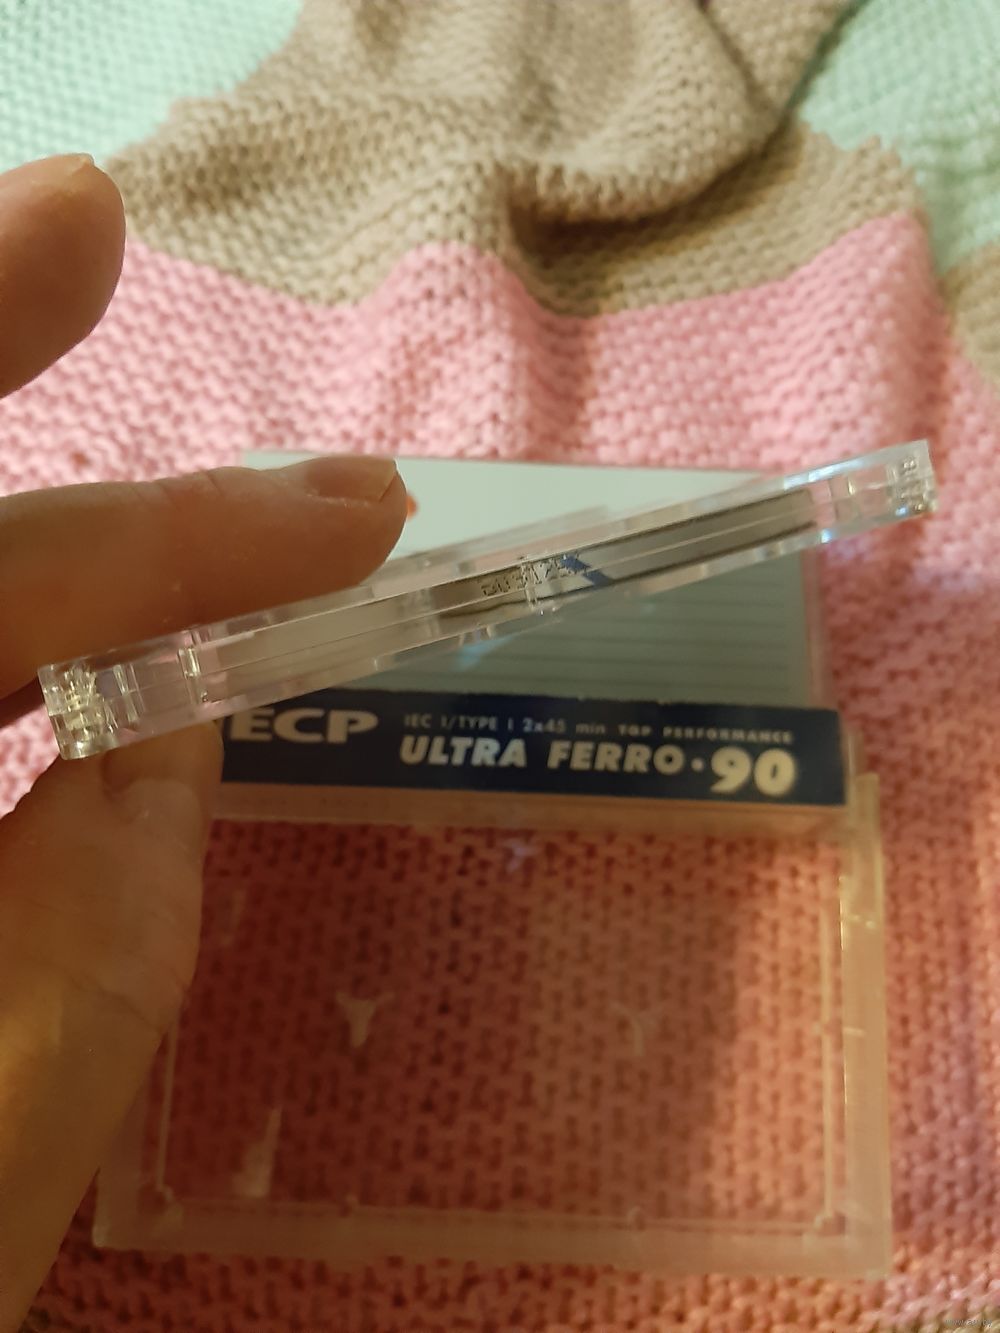 ECP
IEC I/TYPE I 2x45 min TOP PERFORMANCE
ULTRA FERRO·90